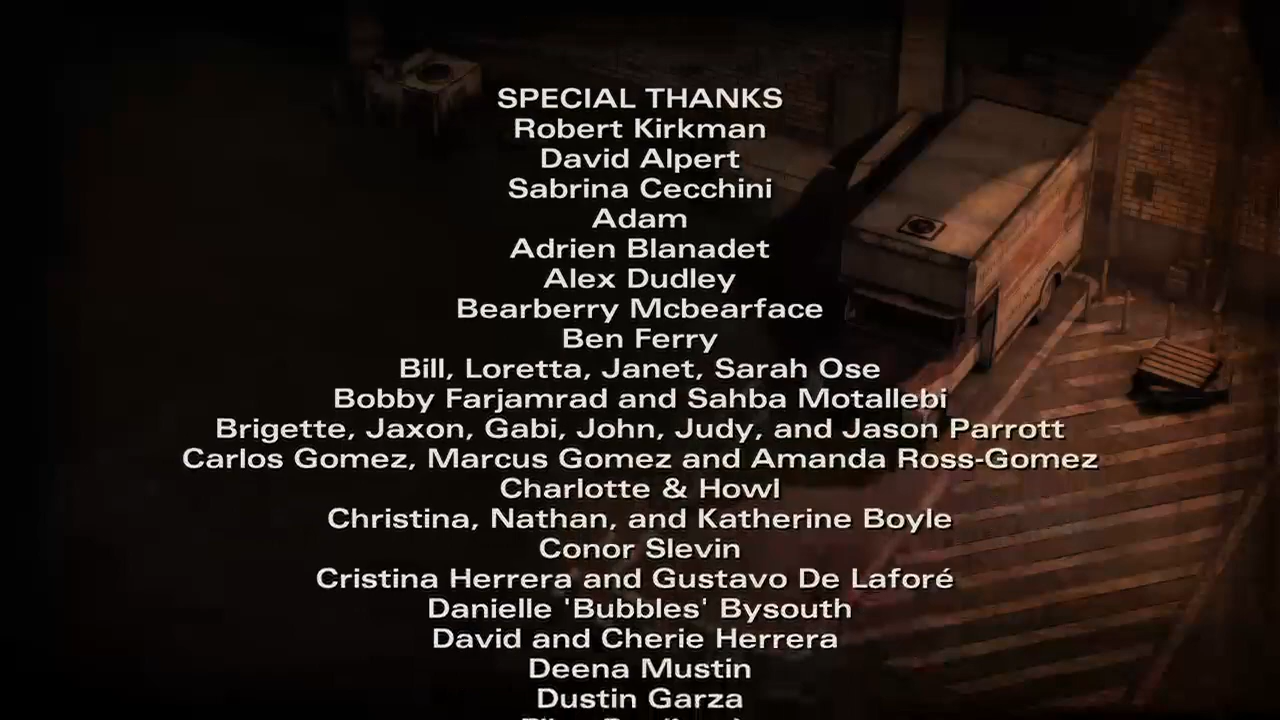 SPECIAL THANKS
Robert Kirkman
David Alpert
Sabrina Cecchini
Adam
Adrien Blanadet
Alex Dudley
Bearberry Mcbearface
Ben Ferry
Bill, Loretta, Janet, Sarah Ose
Bobby Farjamrad and Sahba Motallebi
Brigette, Jaxon, Gabi, John, Judy, and Jason Parrott
Carlos Gomez, Marcus Gomez and Amanda Ross-Gomez
Charlotte & Howl
Christina, Nathan, and Katherine Boyle
Conor Slevin
Cristina Herrera and Gustavo De Laforé
Danielle 'Bubbles' Bysouth
David and Cherie Herrera
Deena Mustin
Dustin Garza